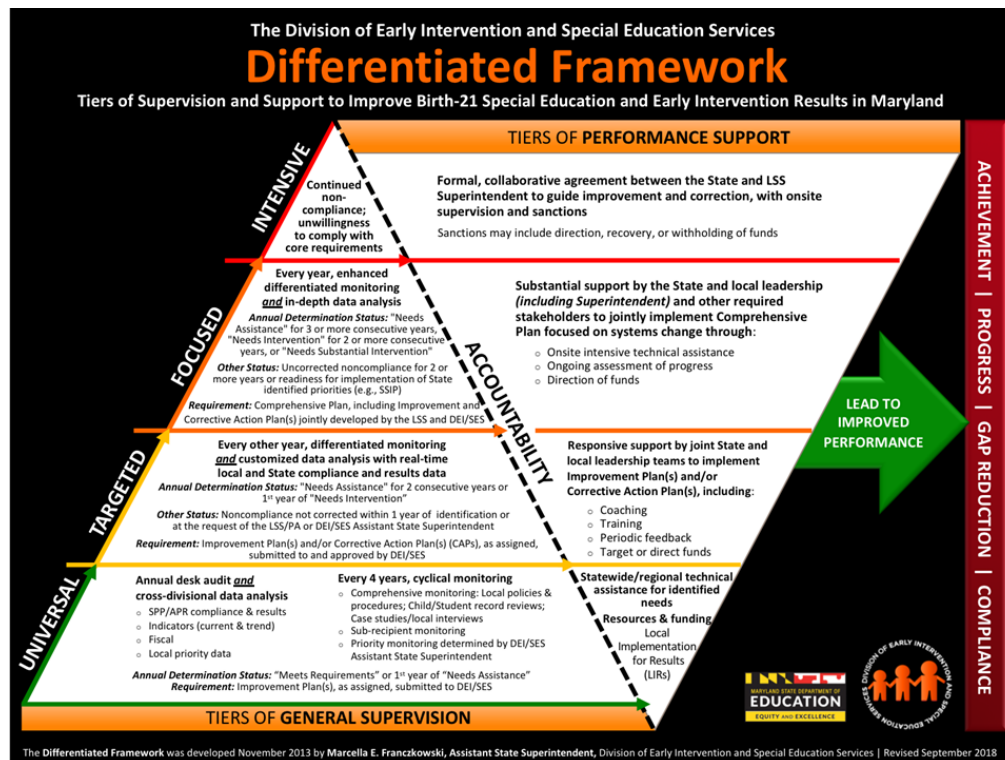 The Division of Early Intervention and Special Education Services
Differentiated Framework
Tiers of Supervision and Support to Improve Birth-21 Special Education and Early Intervention Results in Maryland
TIERS OF PERFORMANCE SUPPORT
INTENSIVE
Continued
non-
compliance;
unwillingness
to comply with
core requirements
Formal, collaborative agreement between the State and LSS
Superintendent to guide improvement and correction, with onsite
supervision and sanctions
Sanctions may include direction, recovery, or withholding of funds
FOCUSED
Every year, enhanced
differentiated monitoring
and in-depth data analysis
Annual Determination Status: "Needs
Assistance" for 3 or more consecutive years,
"Needs Intervention" for 2 or more consecutive
years, or "Needs Substantial Intervention"
Other Status: Uncorrected noncompliance for 2 or
more years or readiness for implementation of State
identified priorities (e.g., SSIP)
Requirement: Comprehensive Plan, including Improvement and
Corrective Action Plan(s) jointly developed by the LSS and DEI/SES
Substantial support by the State and local leadership
(including Superintendent) and other required
stakeholders to jointly implement Comprehensive
Plan focused on systems change through:
o Onsite intensive technical assistance
o Ongoing assessment of progress
o Direction of funds
TARGETED
Every other year, differentiated monitoring
and customized data analysis with real-time
local and State compliance and results data
Annual Determination Status: "Needs Assistance" for 2 consecutive years or
1st year of "Needs Intervention"
Other Status: Noncompliance not corrected within 1 year of identification or
at the request of the LSS/PA or DEI/SES Assistant State Superintendent
Requirement: Improvement Plan(s) and/or Corrective Action Plan(s) (CAPs), as assigned,
submitted to and approved by DEI/SES
Responsive support by joint State and
local leadership teams to implement
Improvement Plan(s) and/or
Corrective Action Plan(s), including:
o Coaching
o Training
o Periodic feedback
o Target or direct funds
UNIVERSAL
Annual desk audit and
cross-divisional data analysis
o SPP/APR compliance & results
o Indicators (current & trend)
o Fiscal
o Local priority data
Every 4 years, cyclical monitoring
o Comprehensive monitoring: Local policies &
procedures; Child/Student record reviews;
Case studies/local interviews
o Sub-recipient monitoring
o Priority monitoring determined by DEI/SES
Assistant State Superintendent
Annual Determination Status: "Meets Requirements" or 1st year of "Needs Assistance"
Requirement: Improvement Plan(s), as assigned, submitted to DEI/SES
Statewide/regional technical
assistance for identified
needs
Resources & funding
Local
Implementation
for Results
(LIRs)
ACCOUNTABILITY
TIERS OF GENERAL SUPERVISION
LEAD TO
IMPROVED
PERFORMANCE
ACHIEVEMENT | PROGRESS | GAP REDUCTION | COMPLIANCE
MARYLAND STATE DEPARTMENT OF
EDUCATION
EQUITY AND EXCELLENCE
DIVISION OF EARLY INTERVENTION AND SPECIAL EDUCATION SERVICES
The Differentiated Framework was developed November 2013 by Marcella E. Franczkowski, Assistant State Superintendent, Division of Early Intervention and Special Education Services | Revised September 2018